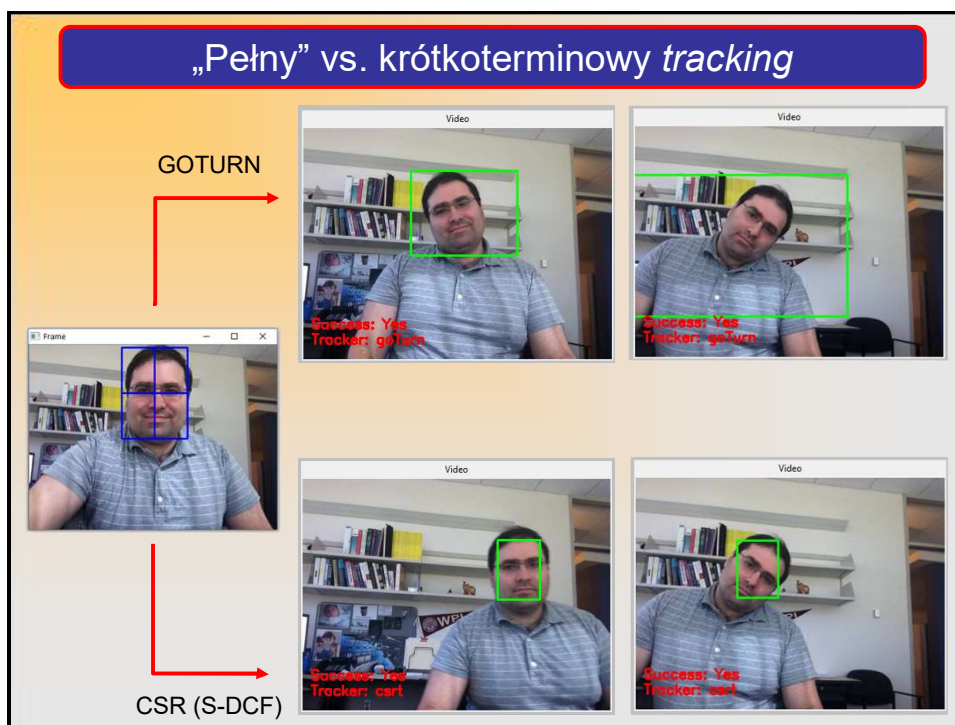 „Pełny” vs. krótkoterminowy tracking
GOTURN
Video
Success: Yes
Tracker: goTurn
Video
Success: Yes
Tracker: goTurn
Frame
Video
WPI
Success: Yes
Tracker: csrt
Video
Success: Yes
Tracker: csrt
CSR (S-DCF)